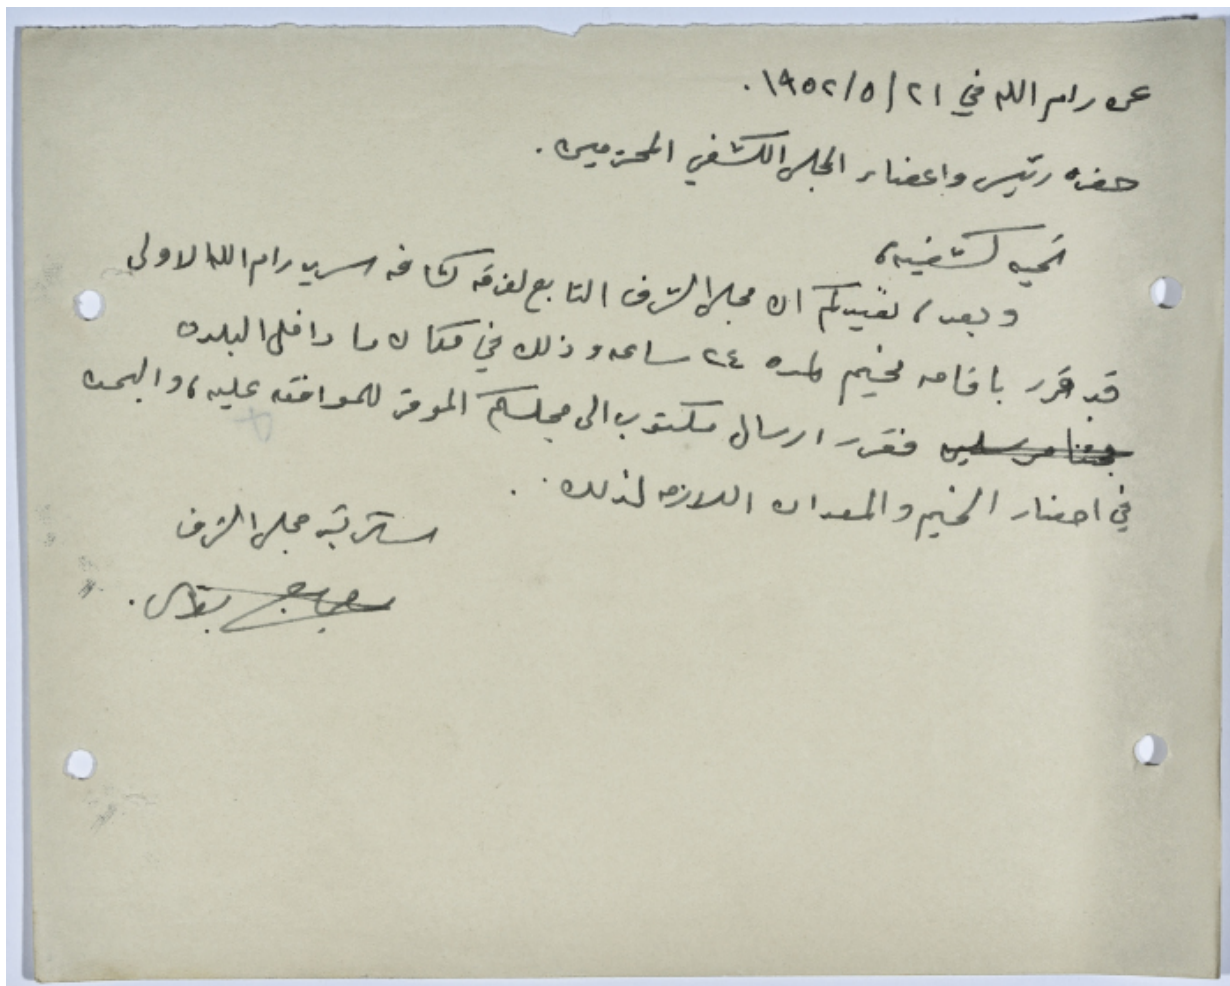 عن رام الله في ٢١/٥/١٩٥٢.
حضرة رئيس واعضاء المجلس الكشفي المحترمين.
تحية كشفية،
وبعد، نفيدكم ان مجلس الشرف التابع لفرقة كشافة سرية رام الله الاولى
قد قرر باقامة مخيم لمدة ٢٤ ساعة وذلك في مكان ما داخل البلدة
فقرر ارسال مكتوب الى مجلسكم الموقر للموافقة عليه، والبحث
في احضار الخيم والمعدات اللازمة لذلك.
سكرتير مجلس الشرف